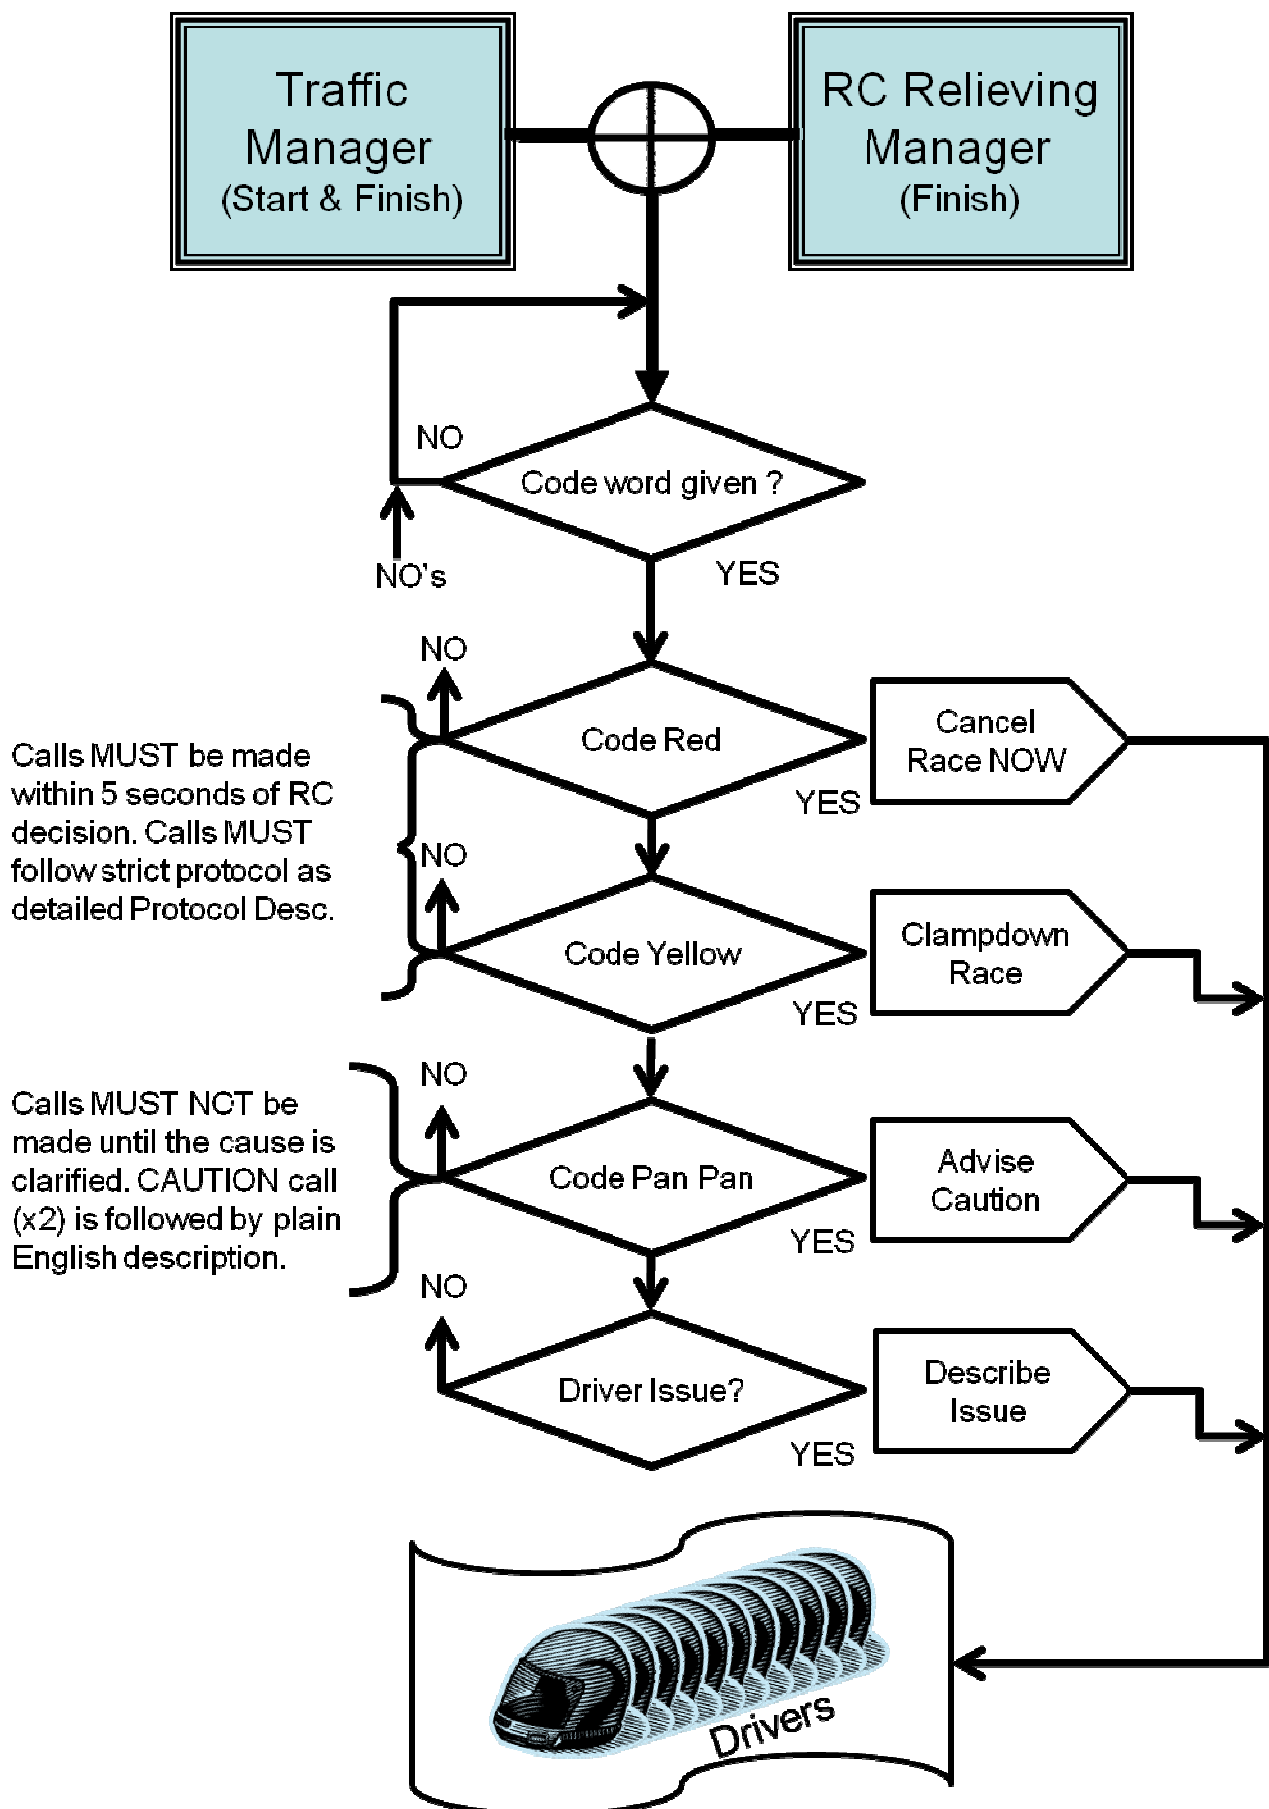 Traffic
Manager
(Start & Finish)
RC Relieving
Manager
(Finish)
NO
Code word given ?
NO's
YES
NO
Code Red
YES
Cancel
Race NOW
Calls MUST be made
within 5 seconds of RC
decision. Calls MUST
follow strict protocol as
detailed Protocol Desc.
NO
Code Yellow
YES
Clampdown
Race
NO
Calls MUST NOT be
made until the cause is
clarified. CAUTION call
(x2) is followed by plain
English description.
Code Pan Pan
YES
Advise
Caution
NO
Driver Issue?
YES
Describe
Issue
Drivers